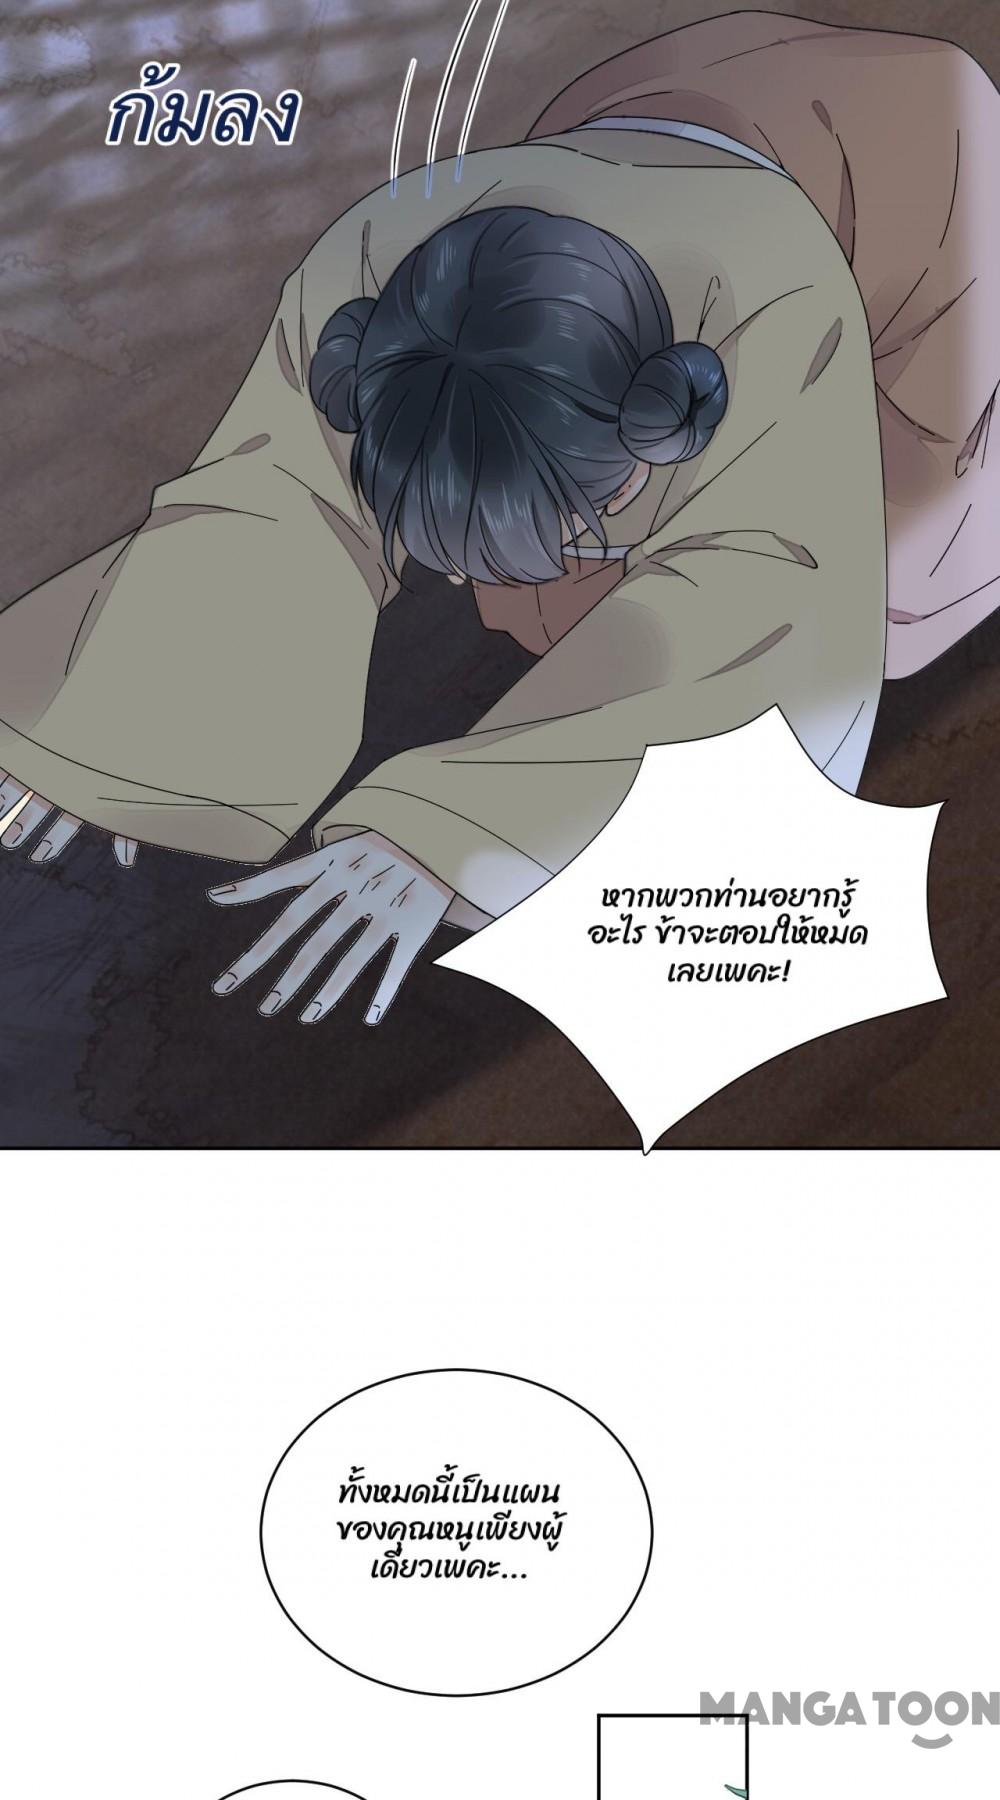 ก้มลง
หากพวกท่านอยากรู้
อะไร ข้าจะตอบให้หมด
เลยเพคะ!
ทั้งหมดนี้เป็นแผน
ของคุณหนูเพียงผู้
เดียวเพคะ...
MANGATOON